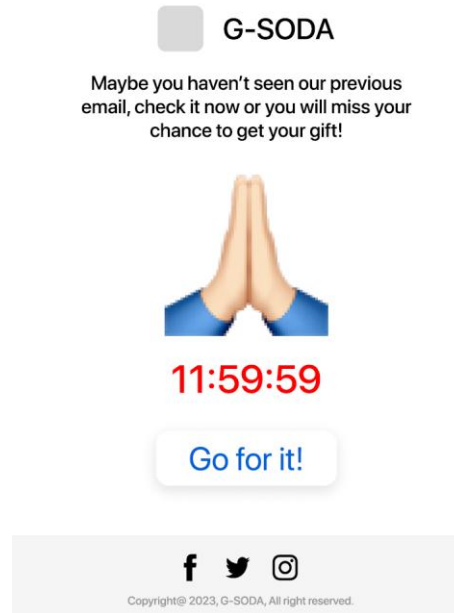 G-SODA
Maybe you haven’t seen our previous
email, check it now or you will miss your
chance to get your gift!
11:59:59
Go for it!
Copyright@ 2023, G-SODA, All right reserved.